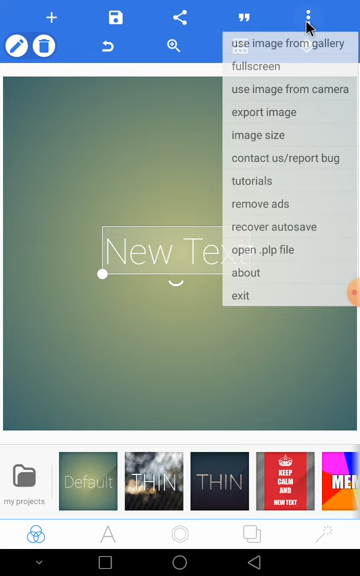 use image from gallery
fullscreen
use image from camera
export image
image size
contact us/report bug
tutorials
remove ads
recover autosave
open .plp file
about
exit
New Text
my projects
Default
THIN
THIN
KEEP
CALM
AND
NEW TEXT
MEM
A